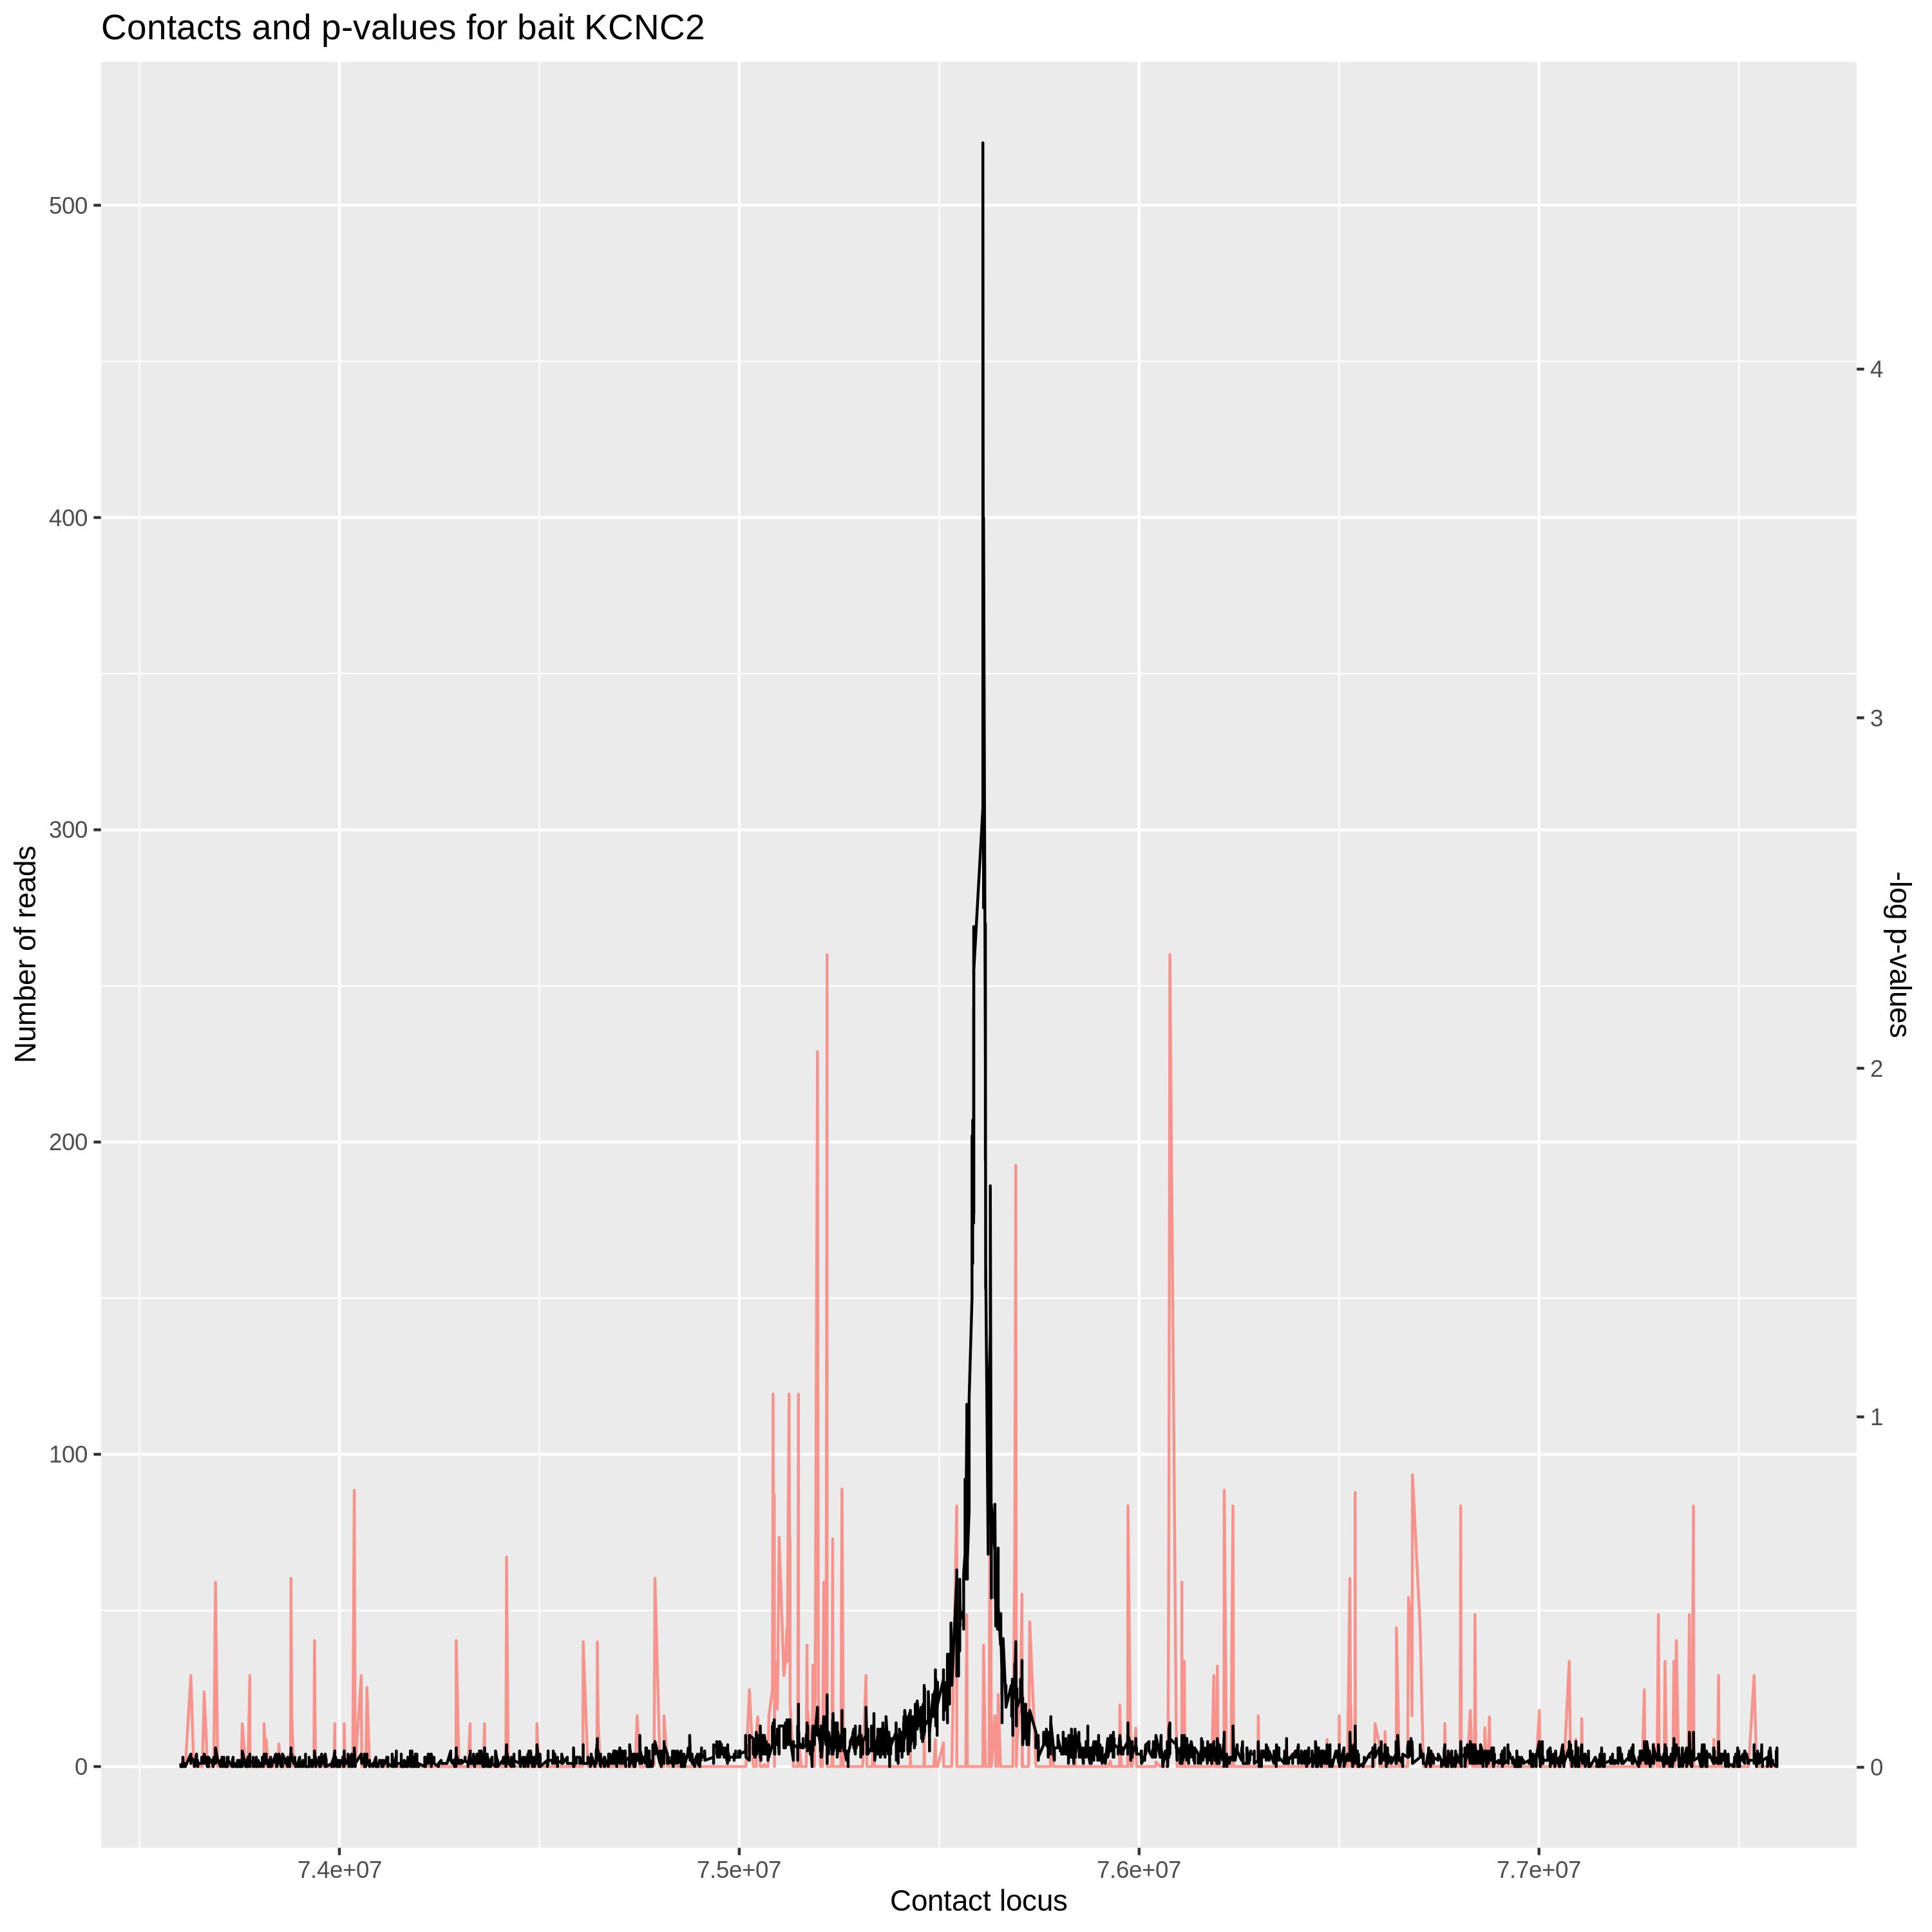 Contacts and p-values for bait KCNC2
Number of reads
500
400
300
200
100
0
4
3
2
1
0
-log p-values
7.4e+07
7.5e+07
7.6e+07
7.7e+07
Contact locus